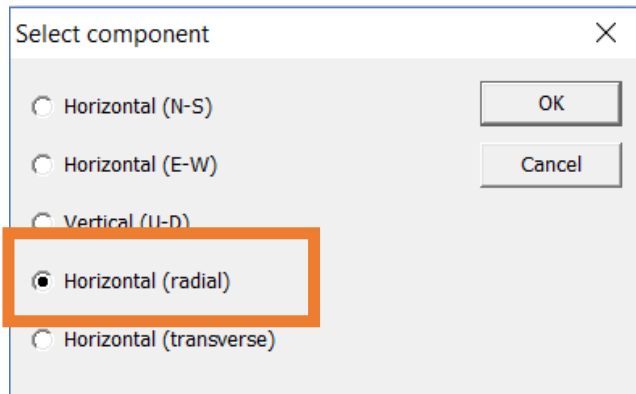 Select component
Horizontal (N-S)
OK
Horizontal (E-W)
Cancel
Vertical (U-D)
Horizontal (radial)
Horizontal (transverse)